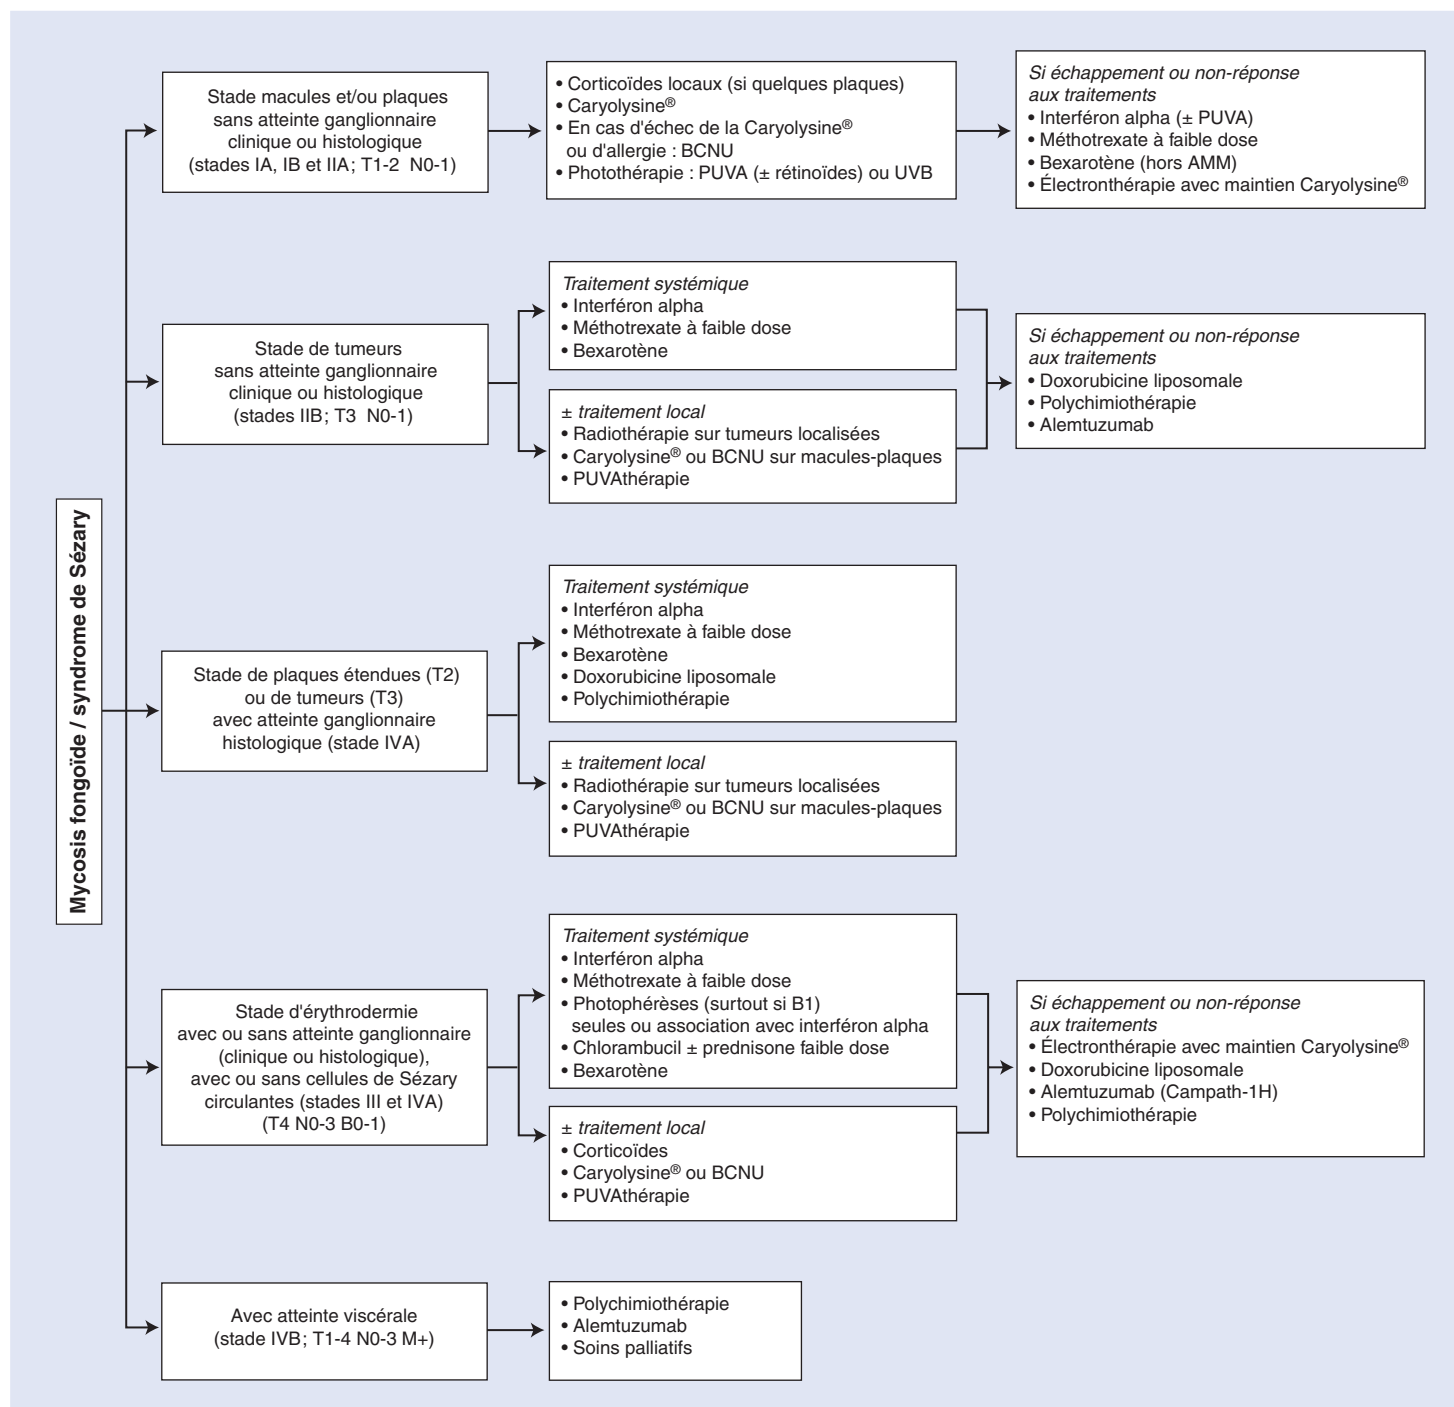 Mycosis fongoïde / syndrome de Sézary
Stade macules et/ou plaques
sans atteinte ganglionnaire
clinique ou histologique
(stades IA, IB et IIA; T1-2 N0-1)
• Corticoïdes locaux (si quelques plaques)
• Caryolysine®
• En cas d'échec de la Caryolysine®
ou d'allergie : BCNU
• Photothérapie : PUVA (± rétinoïdes) ou UVB
Si échappement ou non-réponse
aux traitements
• Interféron alpha (± PUVA)
• Méthotrexate à faible dose
• Bexarotène (hors AMM)
• Électronthérapie avec maintien Caryolysine®
Stade de tumeurs
sans atteinte ganglionnaire
clinique ou histologique
(stades IIB; T3 N0-1)
Traitement systémique
• Interféron alpha
• Méthotrexate à faible dose
• Bexarotène
± traitement local
• Radiothérapie sur tumeurs localisées
• Caryolysine® ou BCNU sur macules-plaques
• PUVAthérapie
Si échappement ou non-réponse
aux traitements
• Doxorubicine liposomale
• Polychimiothérapie
• Alemtuzumab
Stade de plaques étendues (T2)
ou de tumeurs (T3)
avec atteinte ganglionnaire
histologique (stade IVA)
Traitement systémique
• Interféron alpha
• Méthotrexate à faible dose
• Bexarotène
• Doxorubicine liposomale
• Polychimiothérapie
± traitement local
• Radiothérapie sur tumeurs localisées
• Caryolysine® ou BCNU sur macules-plaques
• PUVAthérapie
Stade d'érythrodermie
avec ou sans atteinte ganglionnaire
(clinique ou histologique),
avec ou sans cellules de Sézary
circulantes (stades III et IVA)
(T4 N0-3 B0-1)
Traitement systémique
• Interféron alpha
• Méthotrexate à faible dose
• Photophérèses (surtout si B1)
seules ou association avec interféron alpha
• Chlorambucil ± prednisone faible dose
• Bexarotène
± traitement local
• Corticoïdes
• Caryolysine® ou BCNU
• PUVAthérapie
Si échappement ou non-réponse
aux traitements
• Électronthérapie avec maintien Caryolysine®
• Doxorubicine liposomale
• Alemtuzumab (Campath-1H)
• Polychimiothérapie
Avec atteinte viscérale
(stade IVB; T1-4 N0-3 M+)
• Polychimiothérapie
• Alemtuzumab
• Soins palliatifs